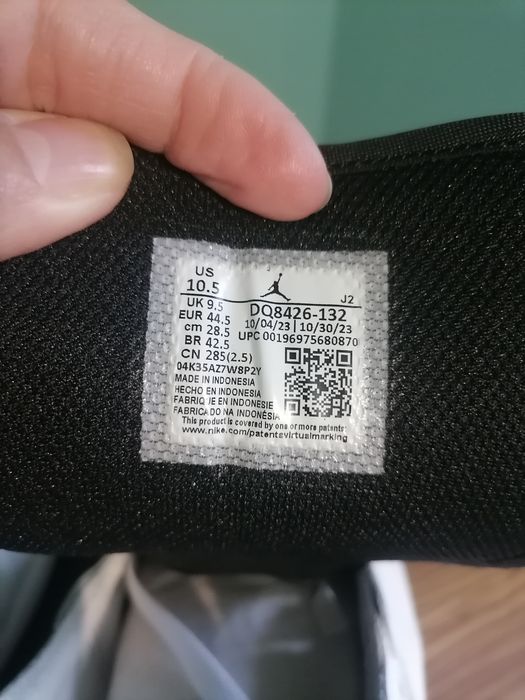 US
10.5
J2
UK 9.5
EUR 44.5
cm 28.5
BR 42.5
CN 285(2.5)
DQ8426-132
10/04/23 | 10/30/23
UPC 00196975680870
04K35AZ7W8P2Y
MADE IN INDONESIA
HECHO EN INDONESIA
FABRIQUE EN INDONESIE
FABRICADO NA INDONÉSIA
This product is covered by one or more patents:
www.nike.com/patentsvirtualmarking